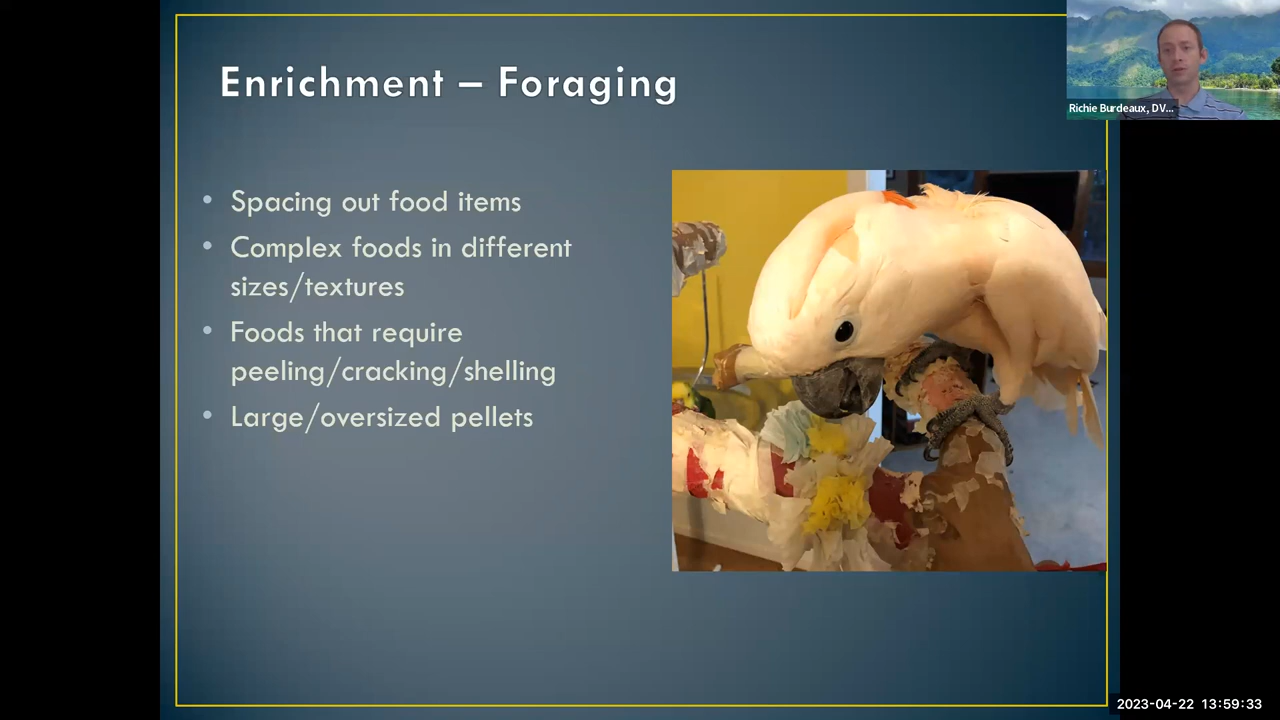 Enrichment – Foraging
Richie Burdeaux, DV...
• Spacing out food items
• Complex foods in different
sizes/textures
• Foods that require
peeling/cracking/shelling
• Large/oversized pellets
2023-04-22 13:59:33